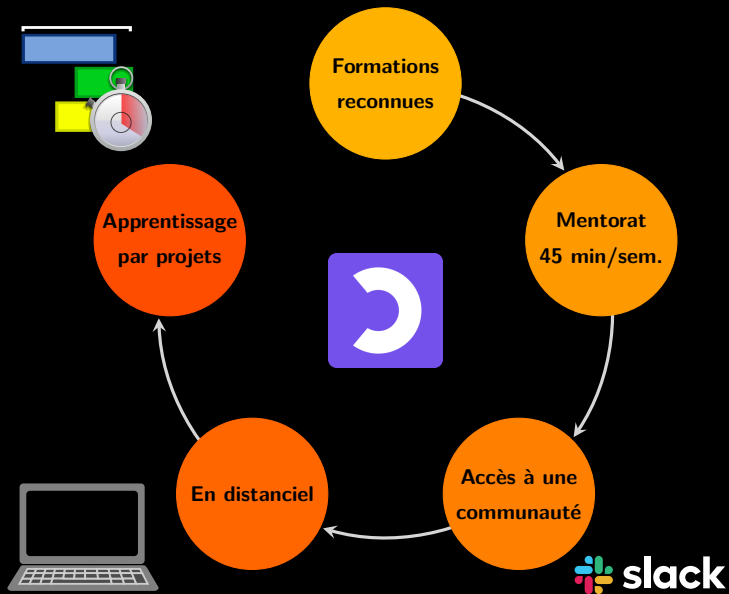 Formations
reconnues
Mentorat
45 min/sem.
Accès à une
communauté
En distanciel
Apprentissage
par projets
slack